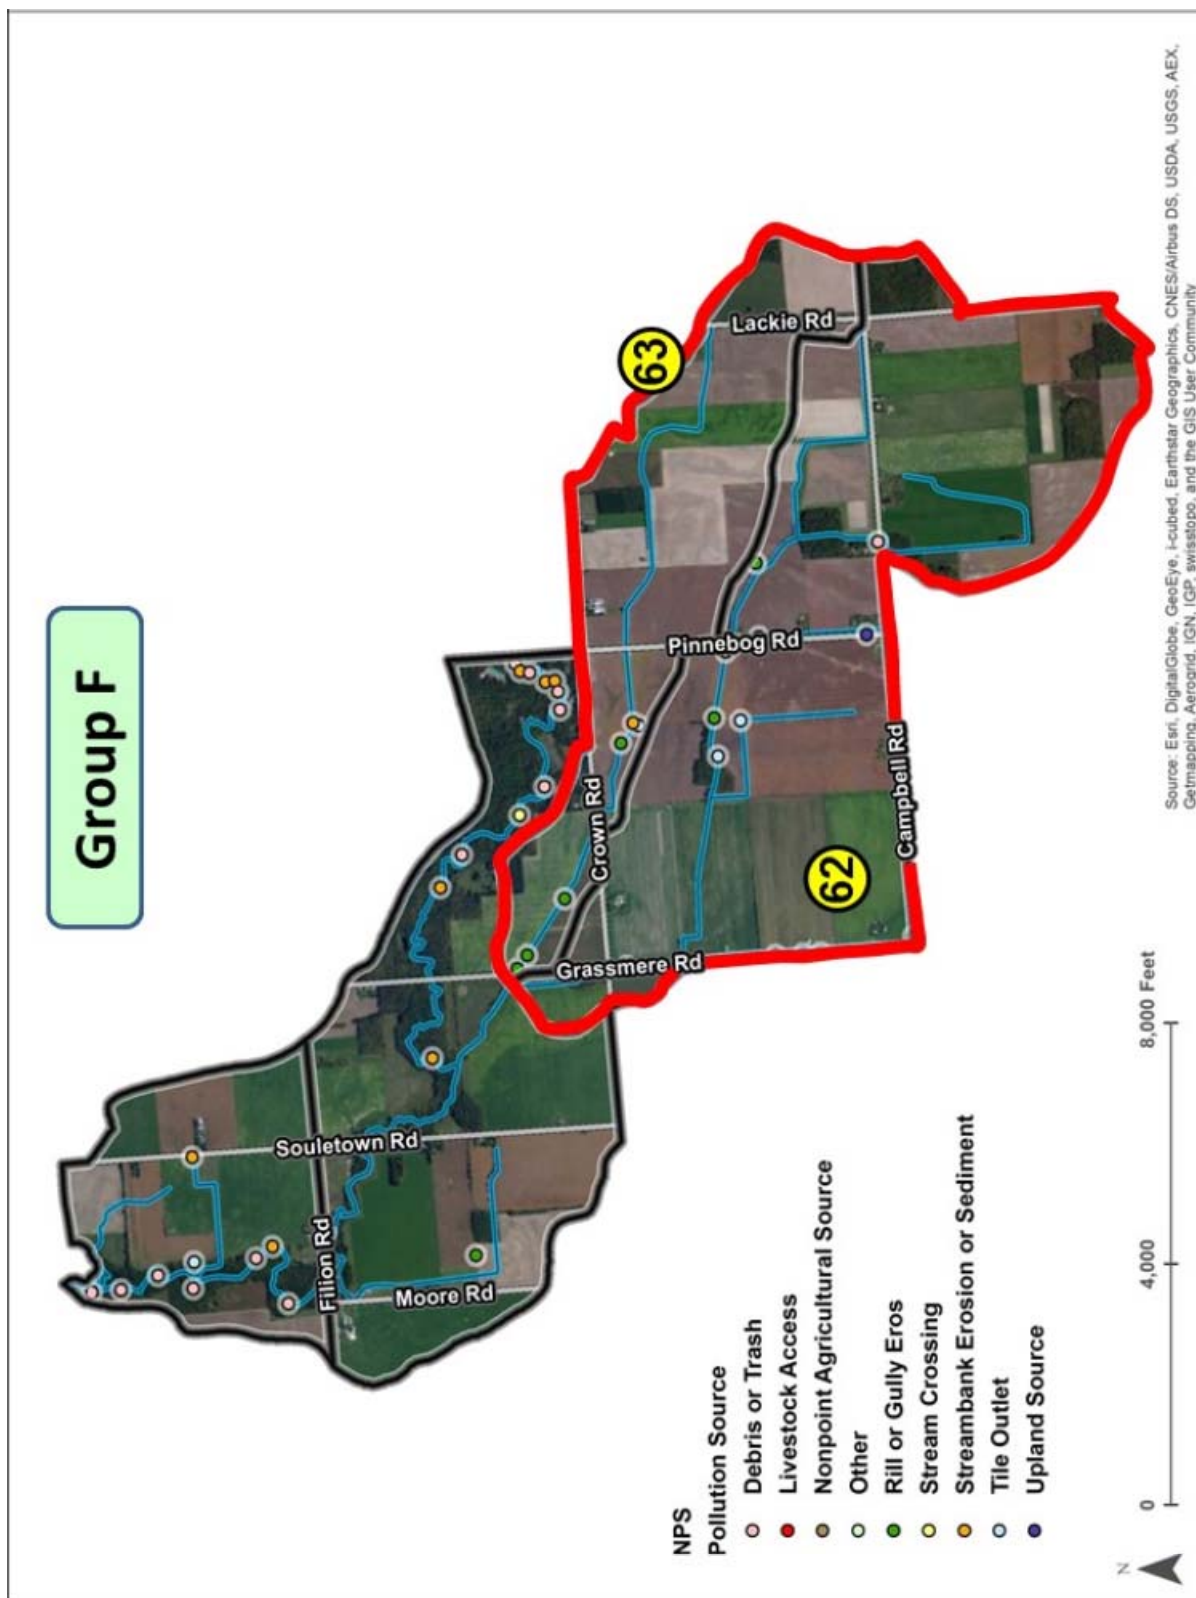 Group F
63
Lackie Rd
Pinnebog Rd
Crown Rd
62
Campbell Rd
Grassmere Rd
Souletown Rd
Filion Rd
Moore Rd
NPS
Pollution Source
Debris or Trash
Livestock Access
Nonpoint Agricultural Source
Other
Rill or Gully Eros
Stream Crossing
Streambank Erosion or Sediment
Tile Outlet
Upland Source
N
0 4,000 8,000 Feet
Source: Esri, DigitalGlobe, GeoEye, i-cubed, Earthstar Geographics, CNES/Airbus DS, USDA, USGS, AEX,
Getmapping, Aerogrid, IGN, IGP, swisstopo, and the GIS User Community